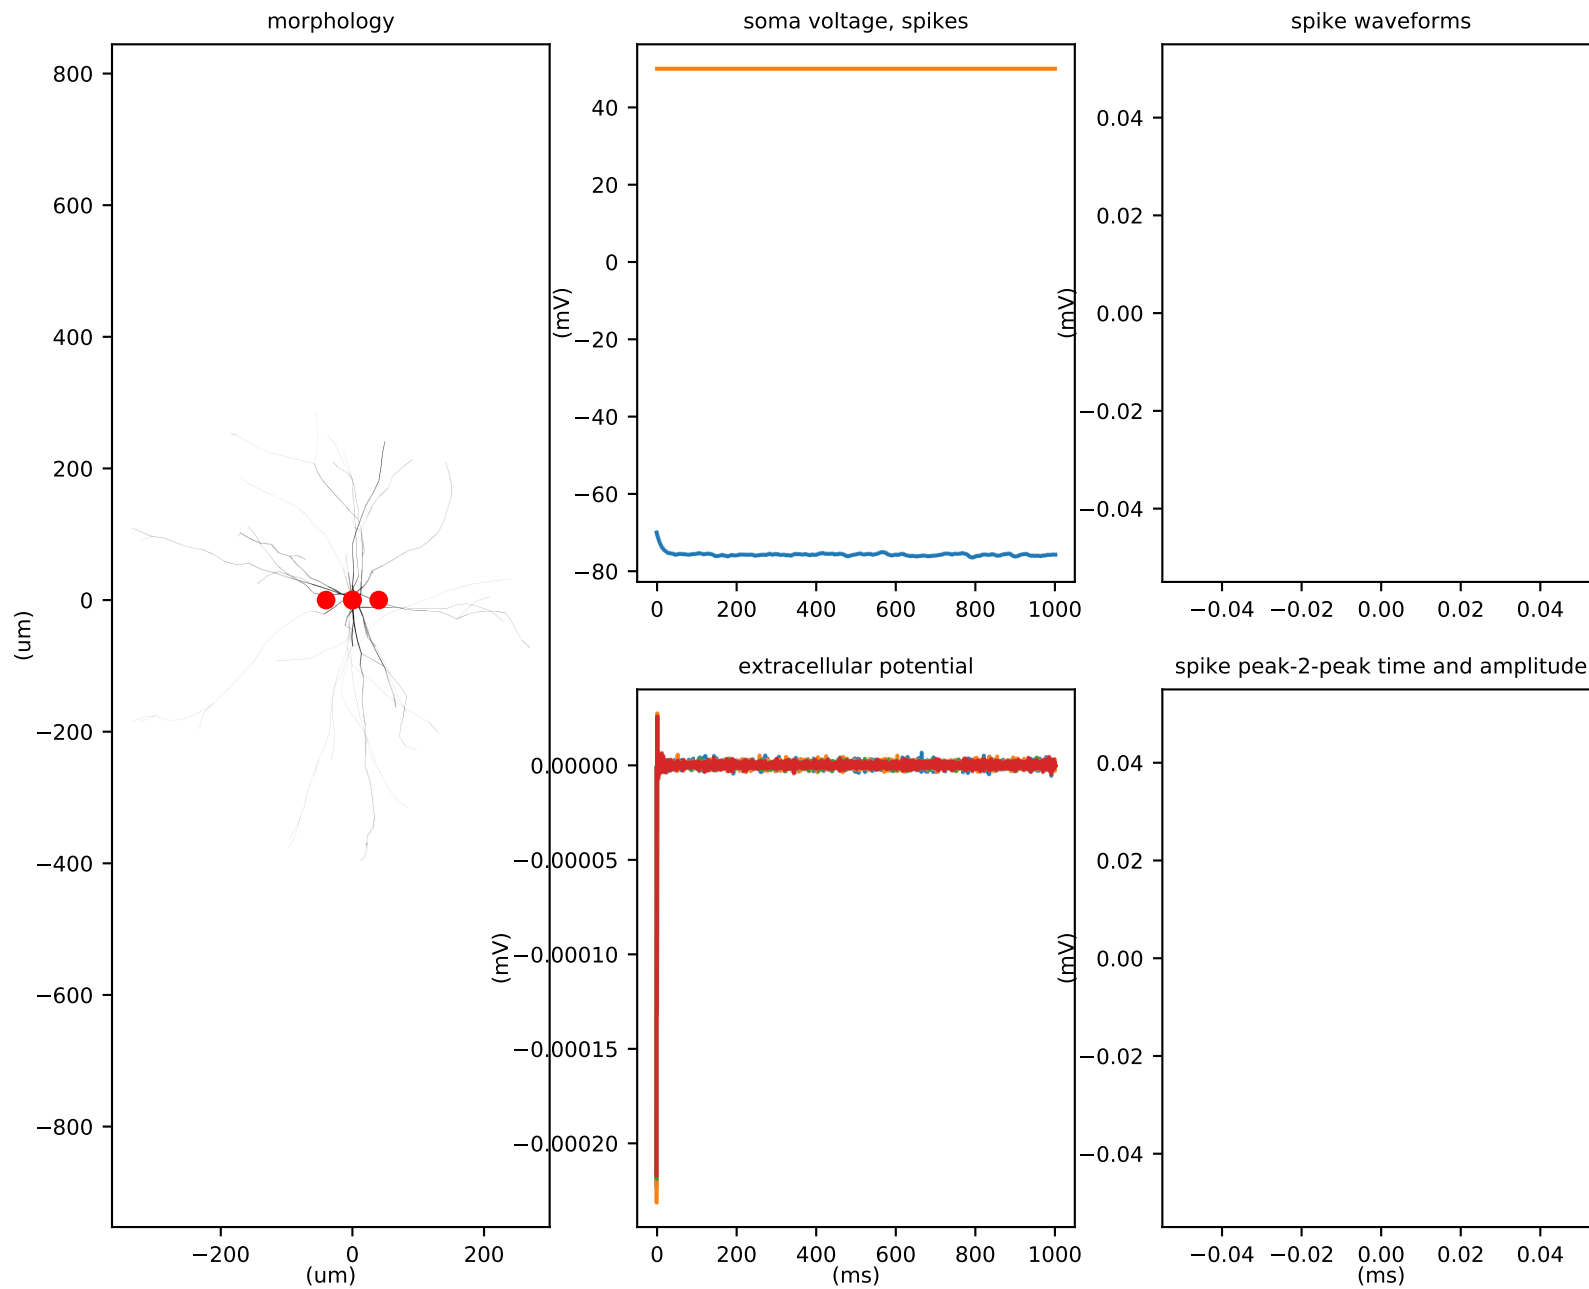 morphology
800
600
400
200
0
−200
−400
−600
−800
−200 0 200
(um)
(um)
soma voltage, spikes
40
20
0
−20
−40
−60
−80
0 200 400 600 800 1000
(mV)
spike waveforms
0.04
0.02
0.00
−0.02
−0.04
−0.04 −0.02 0.00 0.02 0.04
(mV)
extracellular potential
0.00000
−0.00005
−0.00010
−0.00015
−0.00020
0 200 400 600 800 1000
(ms)
(mV)
spike peak-2-peak time and amplitude
0.04
0.02
0.00
−0.02
−0.04
−0.04 −0.02 0.00 0.02 0.04
(ms)
(mV)